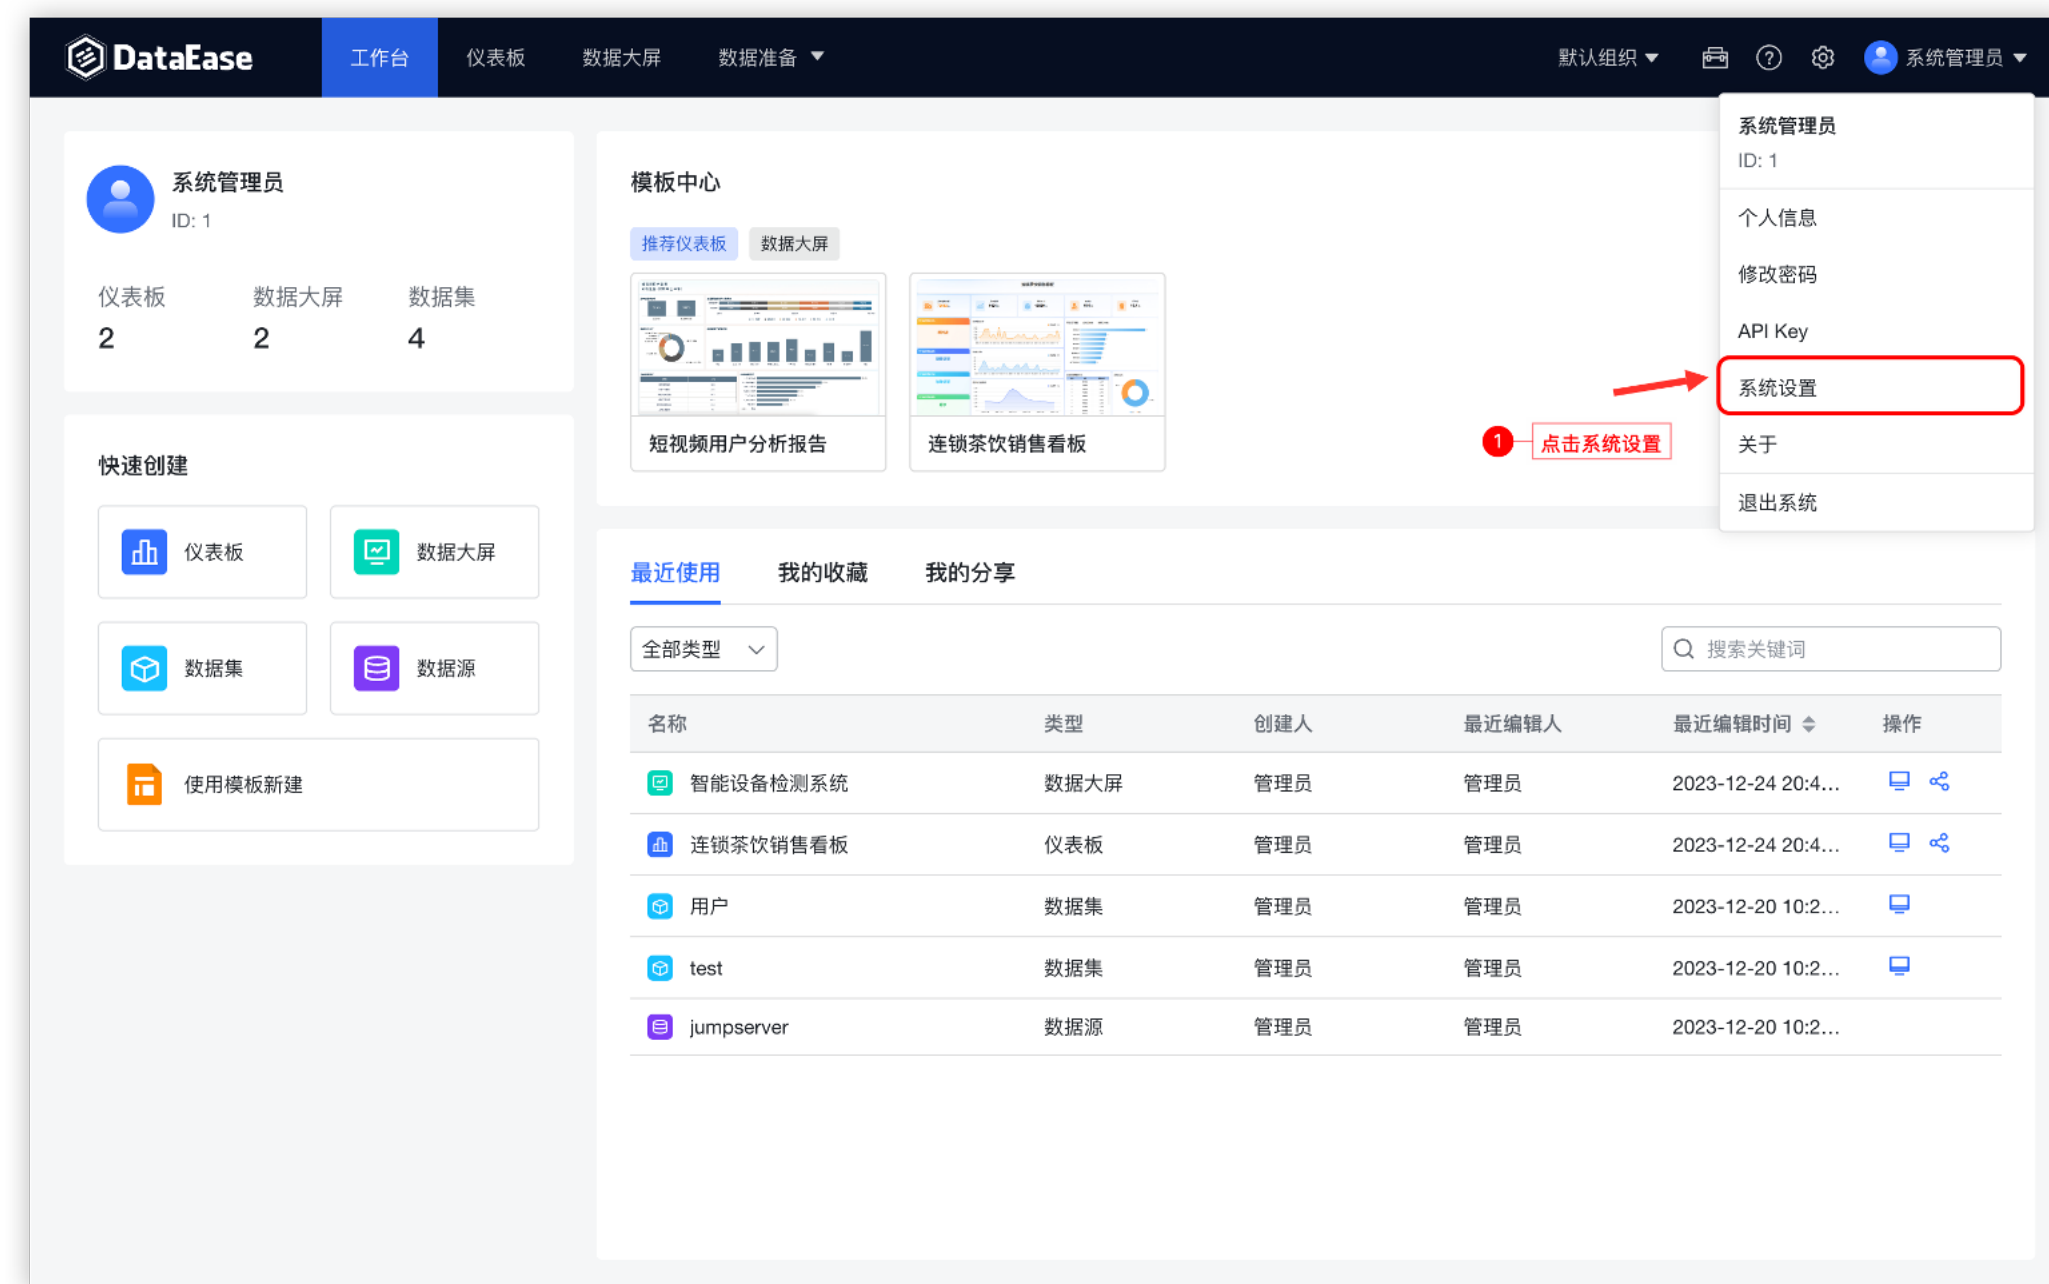 DataEase
工作台
仪表板
数据大屏
数据准备
默认组织
系统管理员
系统管理员
ID: 1
仪表板 数据大屏 数据集
2 2 4
快速创建
仪表板
数据大屏
数据集
数据源
使用模板新建
模板中心
推荐仪表板
数据大屏
短视频用户分析报告
连锁茶饮销售看板
1
点击系统设置
系统管理员
ID: 1
个人信息
修改密码
API Key
系统设置
关于
退出系统
最近使用
我的收藏
我的分享
全部类型
搜索关键词
名称 类型 创建人 最近编辑人 最近编辑时间 操作
智能设备检测系统 数据大屏 管理员 管理员 2023-12-24 20:4...
连锁茶饮销售看板 仪表板 管理员 管理员 2023-12-24 20:4...
用户 数据集 管理员 管理员 2023-12-20 10:2...
test 数据集 管理员 管理员 2023-12-20 10:2...
jumpserver 数据源 管理员 管理员 2023-12-20 10:2...